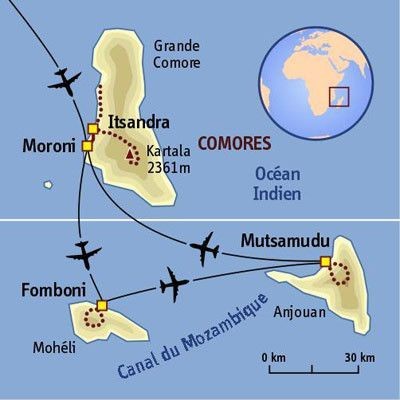 Grande
Comore
Itsandra
Moroni
Kartala
2361m
COMORES
Océan
Indien
Mutsamudu
Fomboni
Anjouan
Mohéli
Canal du Mozambique
0 km
30 km